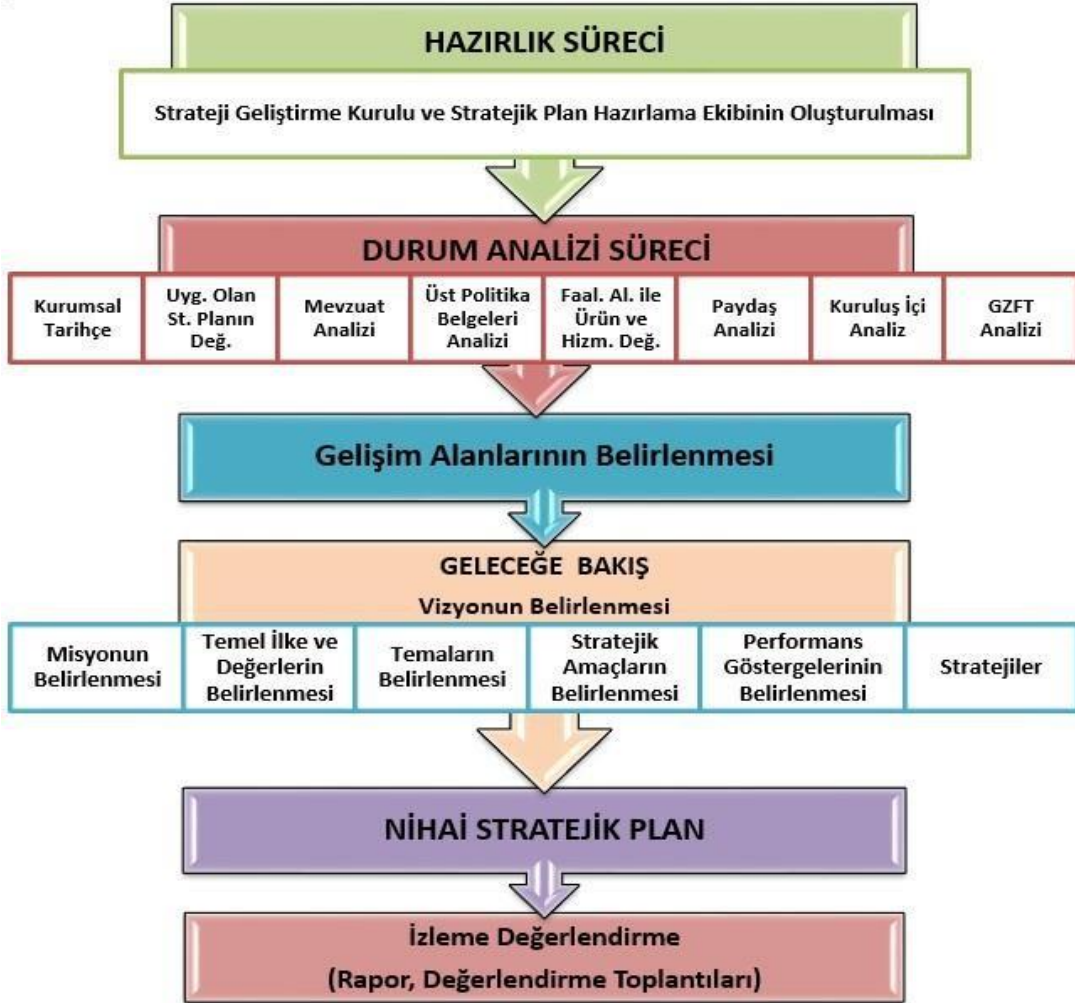 HAZIRLIK SÜRECİ
Strateji Geliştirme Kurulu ve Stratejik Plan Hazırlama Ekibinin Oluşturulması
DURUM ANALİZİ SÜRECİ
Kurumsal
Tarihçe
Uyg. Olan
St. Planın
Değ.
Mevzuat
Analizi
Üst Politika
Belgeleri
Analizi
Faal. Al. ile
Ürün ve
Hizm. Değ.
Paydaş
Analizi
Kuruluş İçi
Analiz
GZFT
Analizi
Gelişim Alanlarının Belirlenmesi
GELECEĞE BAKIŞ
Vizyonun Belirlenmesi
Misyonun
Belirlenmesi
Temel İlke ve
Değerlerin
Belirlenmesi
Temaların
Belirlenmesi
Stratejik
Amaçların
Belirlenmesi
Performans
Göstergelerinin
Belirlenmesi
Stratejiler
NİHAİ STRATEJİK PLAN
İzleme Değerlendirme
(Rapor, Değerlendirme Toplantıları)